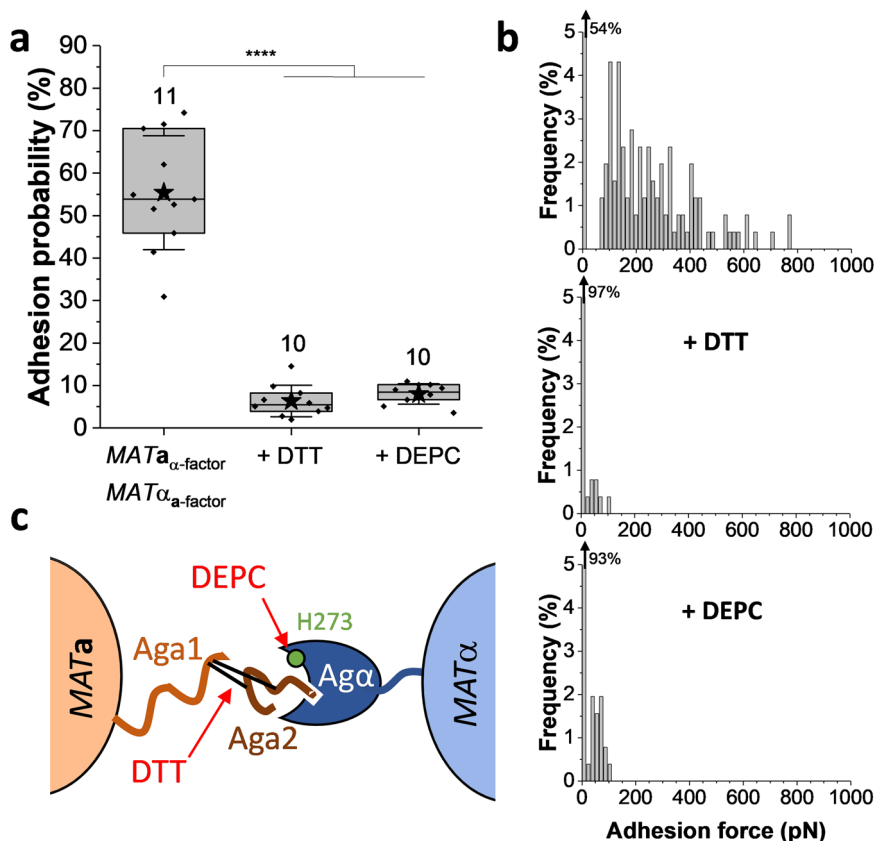 a
Adhesion probability (%)
90
80
70
60
50
40
30
20
10
0
****
11
10
10
MATa α-factor
MATα a-factor
+ DTT
+ DEPC
b
Frequency (%)
5
4
3
2
1
0
54%
0 200 400 600 800 1000
Frequency (%)
5
4
3
2
1
0
97%
+ DTT
0 200 400 600 800 1000
Frequency (%)
5
4
3
2
1
0
93%
+ DEPC
0 200 400 600 800 1000
Adhesion force (pN)
c
DEPC
H273
Aga1
Agα
MATa
MATα
Aga2
DTT